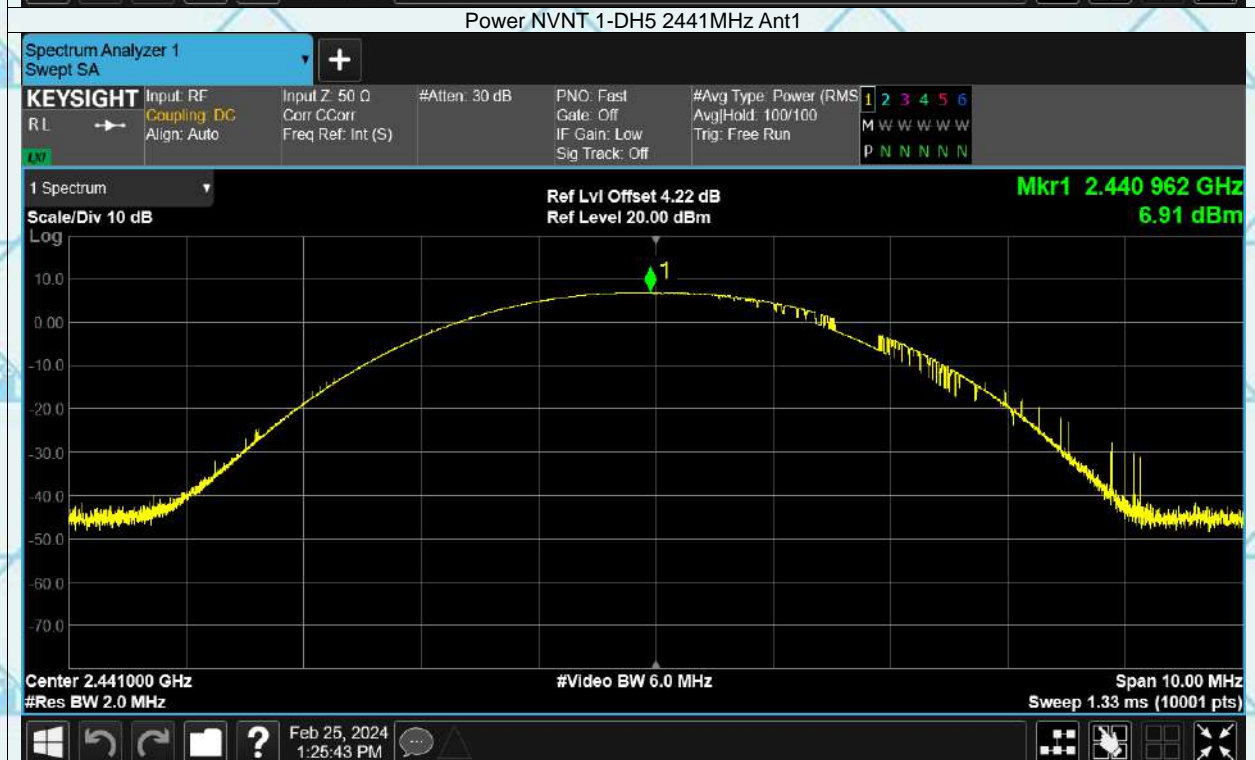 Power NVNT 1-DH5 2441MHz Ant1
Spectrum Analyzer 1
Swept SA
+
KEYSIGHT
RL
LXI
Input: RF
Coupling: DC
Align: Auto
Input Z: 50 Ω
Corr CCorr
Freq Ref: Int (S)
#Atten: 30 dB
PNO: Fast
Gate: Off
IF Gain: Low
Sig Track: Off
#Avg Type: Power (RMS
Avg|Hold: 100/100
Trig: Free Run
1 2 3 4 5 6
M W W W W W
P N N N N N
1 Spectrum
Scale/Div 10 dB
Log
Ref Lvl Offset 4.22 dB
Ref Level 20.00 dBm
Mkr1 2.440 962 GHz
6.91 dBm
1
10.0
0.00
-10.0
-20.0
-30.0
-40.0
-50.0
-60.0
-70.0
Center 2.441000 GHz
#Res BW 2.0 MHz
#Video BW 6.0 MHz
Span 10.00 MHz
Sweep 1.33 ms (10001 pts)
?
Feb 25, 2024
1:25:43 PM